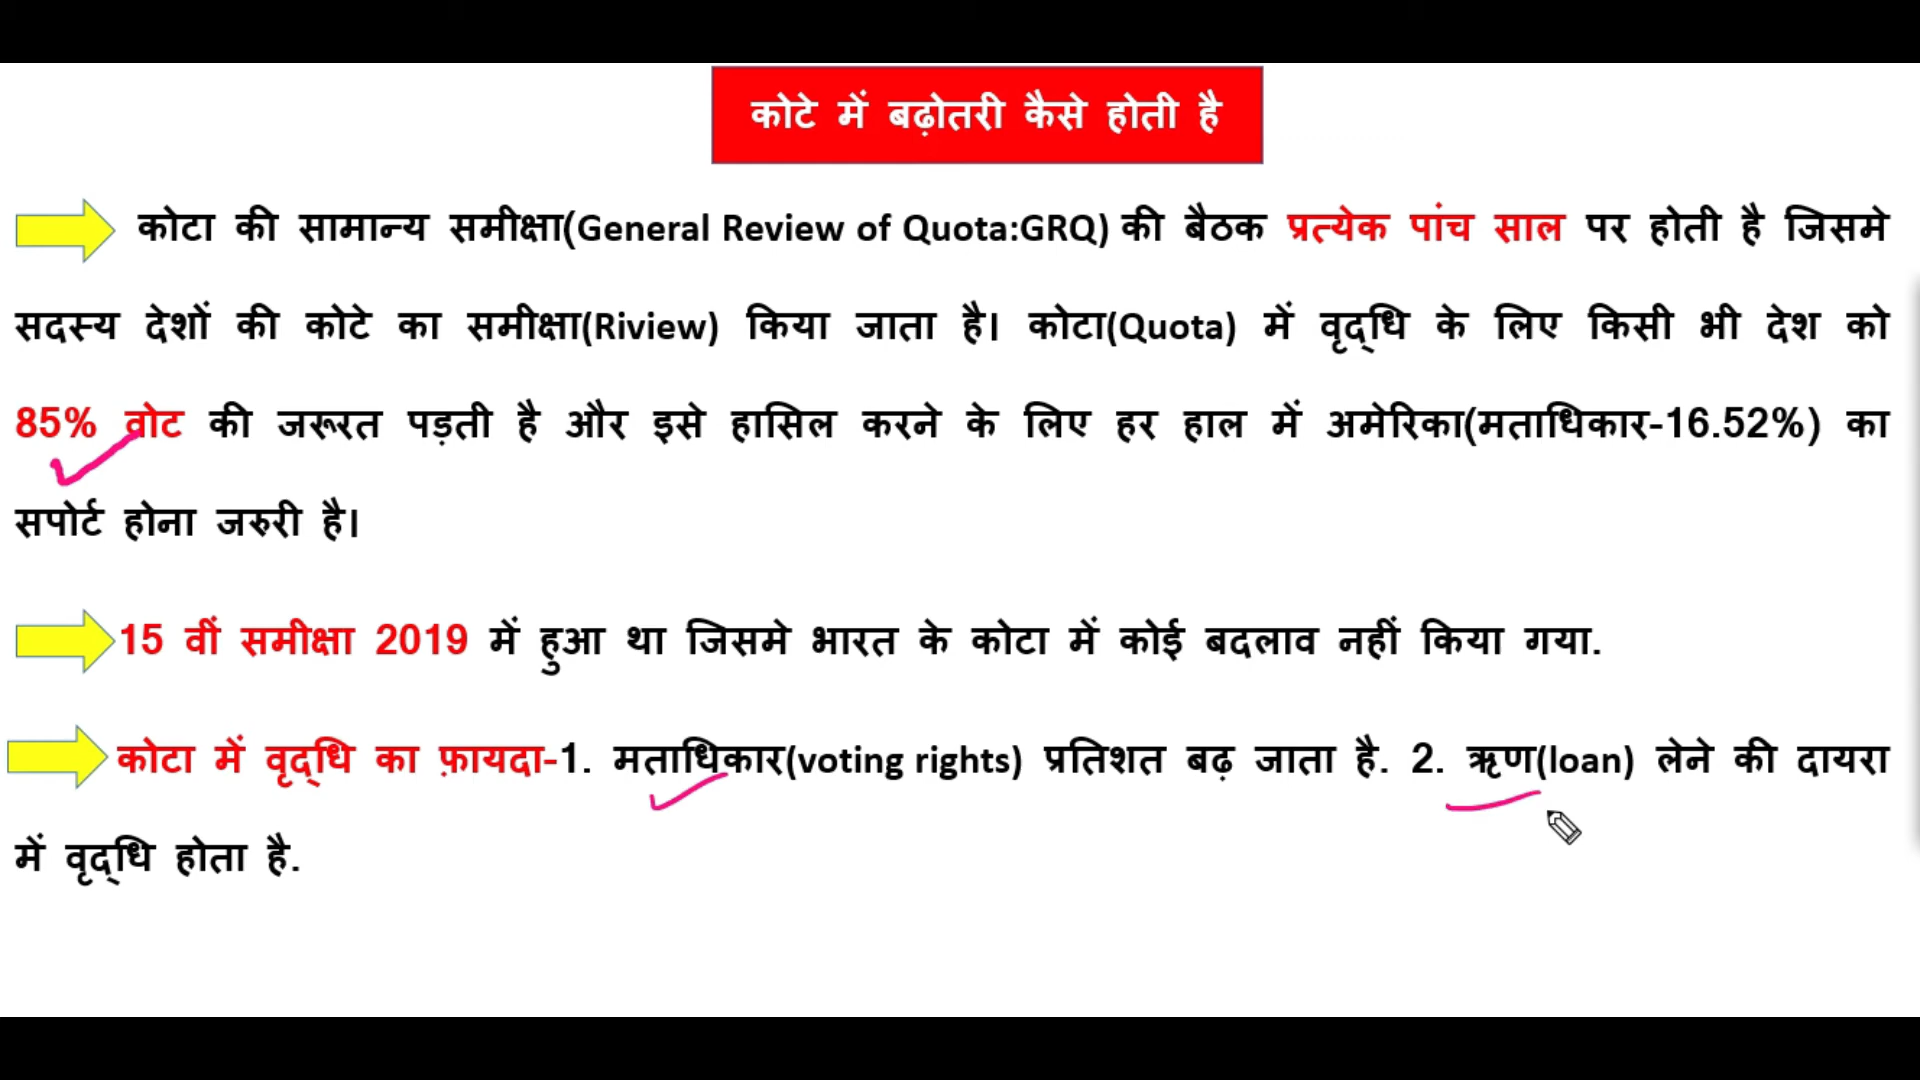 कोटे में बढ़ोतरी कैसे होती है
कोटा की सामान्य समीक्षा(General Review of Quota:GRQ) की बैठक प्रत्येक पांच साल पर होती है जिसमे
सदस्य देशों की कोटे का समीक्षा(Riview) किया जाता है। कोटा(Quota) में वृद्धि के लिए किसी भी देश को
85% वोट की जरूरत पड़ती है और इसे हासिल करने के लिए हर हाल में अमेरिका(मताधिकार-16.52%) का
सपोर्ट होना जरुरी है।
15 वीं समीक्षा 2019 में हुआ था जिसमे भारत के कोटा में कोई बदलाव नहीं किया गया.
कोटा में वृद्धि का फ़ायदा-1. मताधिकार(voting rights) प्रतिशत बढ़ जाता है. 2. ऋण(loan) लेने की दायरा
में वृद्धि होता है.